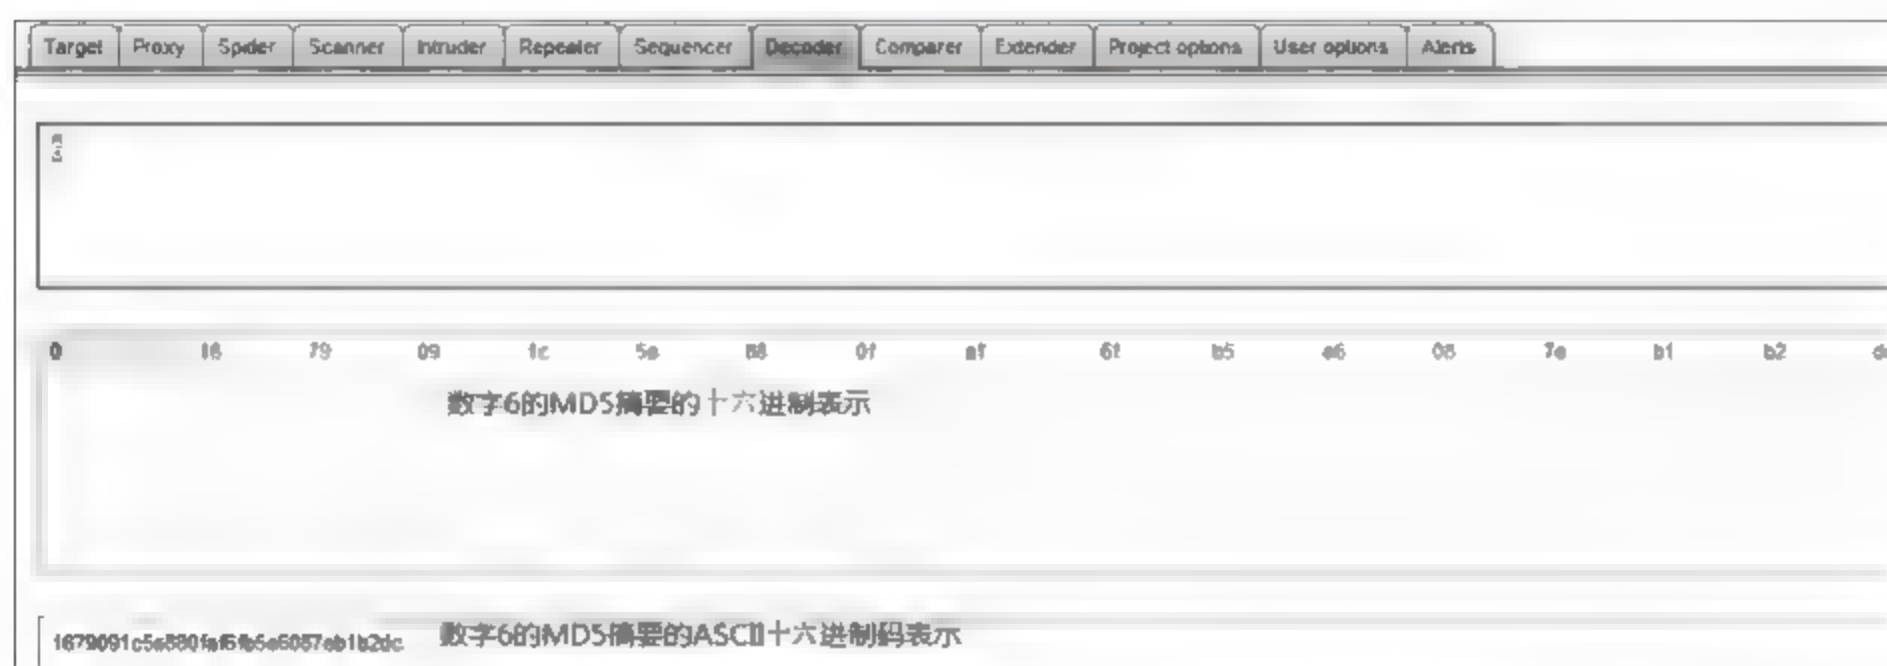 Target Proxy Spider Scanner Intruder Repeater Sequencer Decoder Comparer Extender Project options User options Alerts
0 16 79 09 1c 5a 88 0f af 6f b5 e6 08 7e b1 b2
数字6的MD5摘要的十六进制表示
1679091c5a880faf6fb5e6087eb1b2dc 数字6的MD5摘要的ASCII十六进制码表示